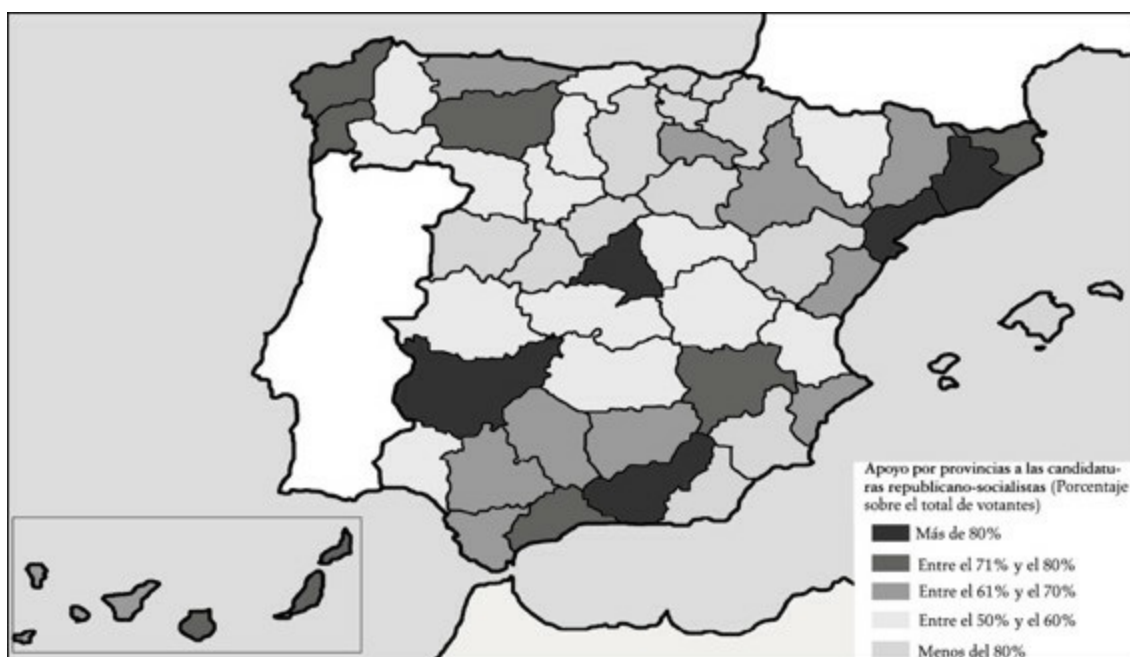 Apoyo por provincias a las candidatu-
ras republicano-socialistas (Porcentaje
sobre el total de votantes)
Más de 80%
Entre el 71% y el 80%
Entre el 61% y el 70%
Entre el 50% y el 60%
Menos del 80%